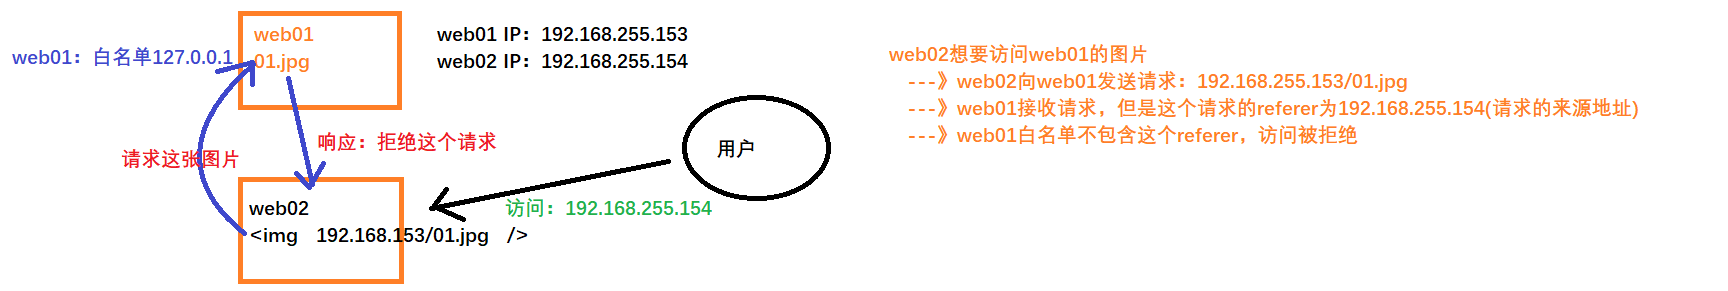 web01：白名单127.0.0.1
web01
01.jpg
web01 IP：192.168.255.153
web02 IP：192.168.255.154
请求这张图片
响应：拒绝这个请求
用户
访问：192.168.255.154
web02
<img 192.168.153/01.jpg />
web02想要访问web01的图片
---》web02向web01发送请求：192.168.255.153/01.jpg
---》web01接收请求，但是这个请求的referer为192.168.255.154(请求的来源地址)
---》web01白名单不包含这个referer，访问被拒绝